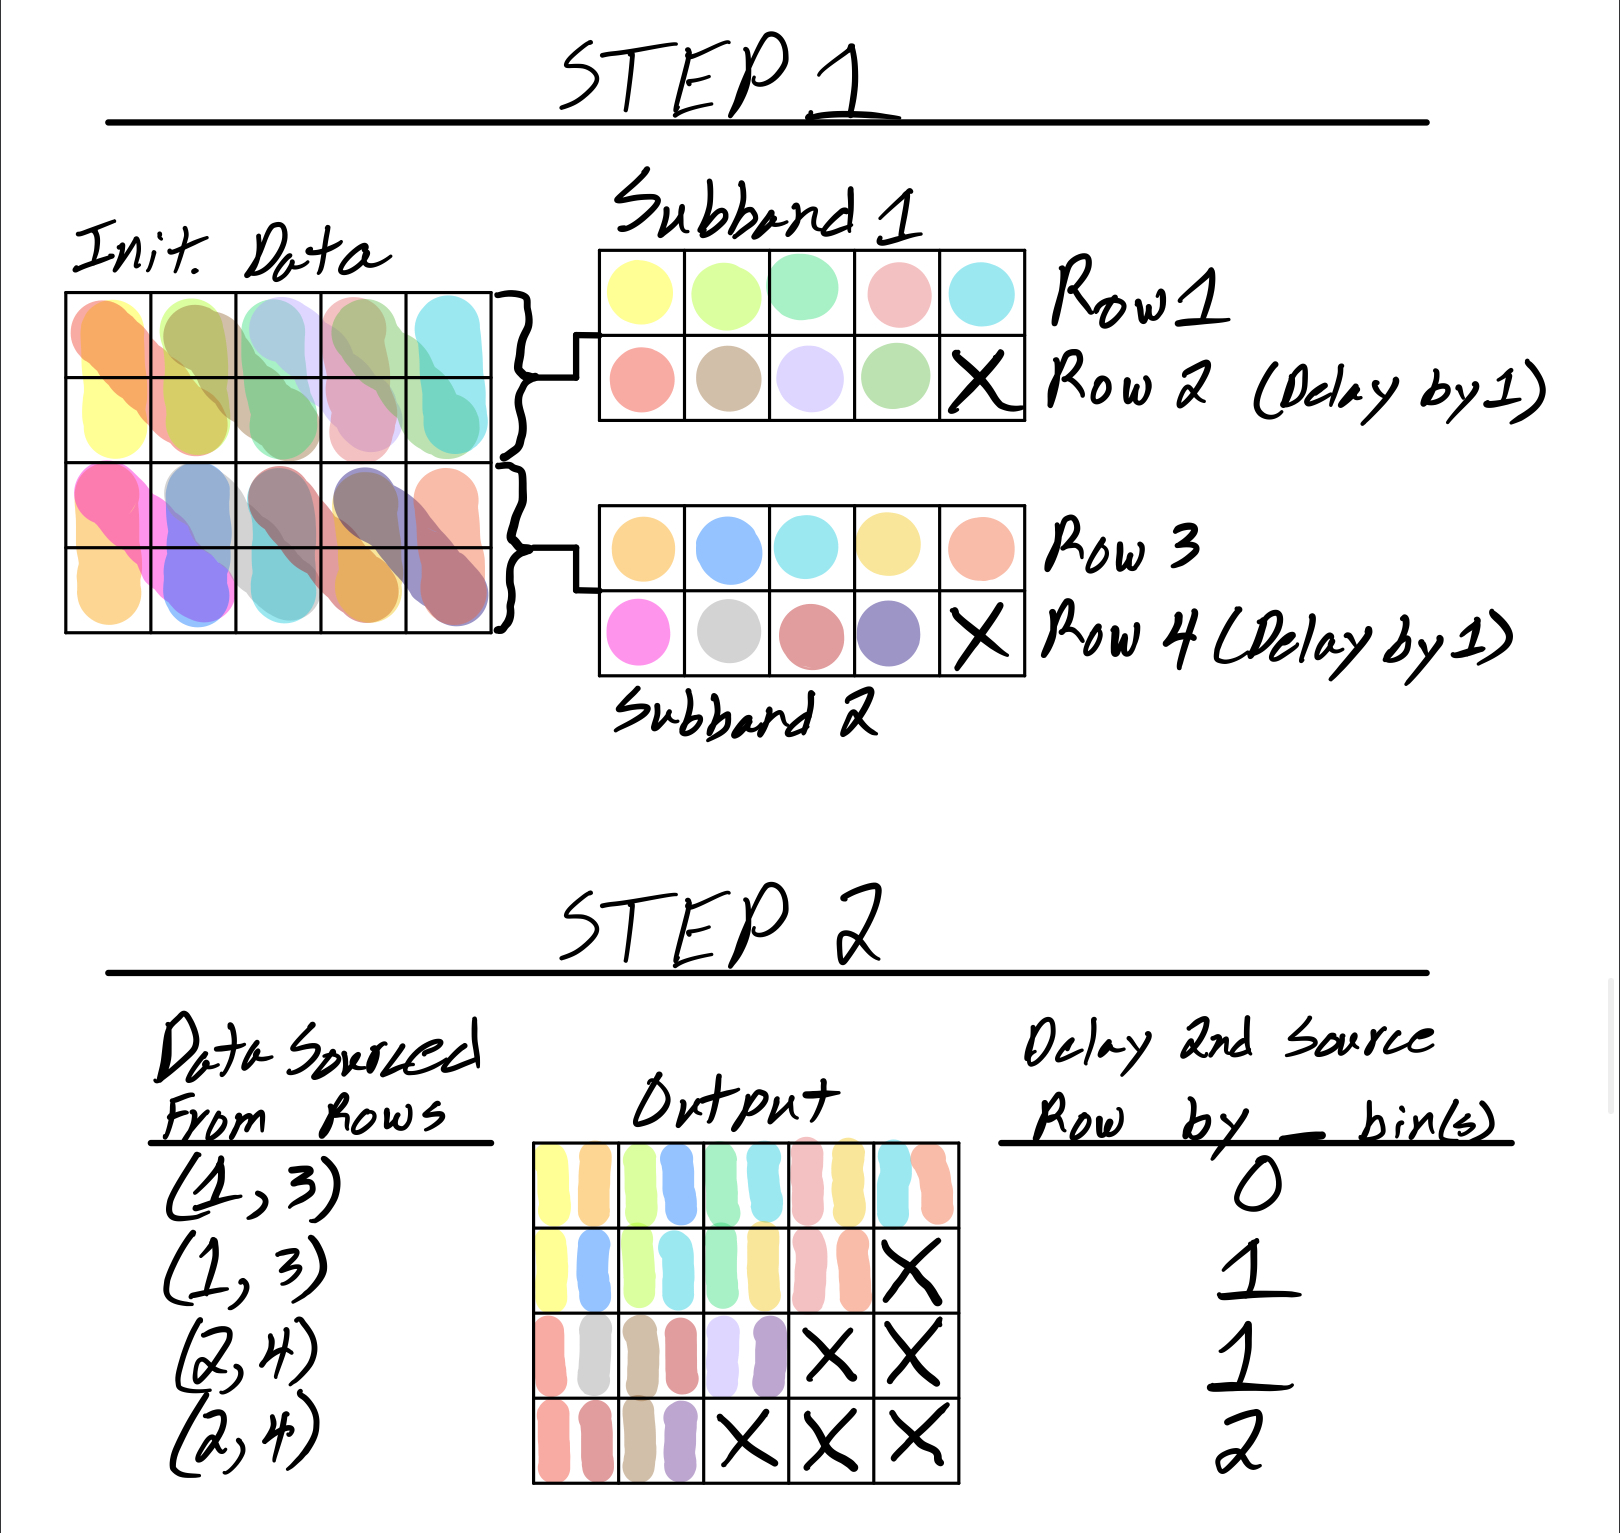 STEP 1
Init. Data
Subband 1
Row 1
X Row 2 (Delay by 1)
Row 3
X Row 4 (Delay by 1)
Subband 2
STEP 2
Data Sourced
From Rows
Output
Delay 2nd Source
Row by _ bin(s)
(1, 3) 0
(1, 3) X 1
(2, 4) X X 1
(2, 4) X X X 2